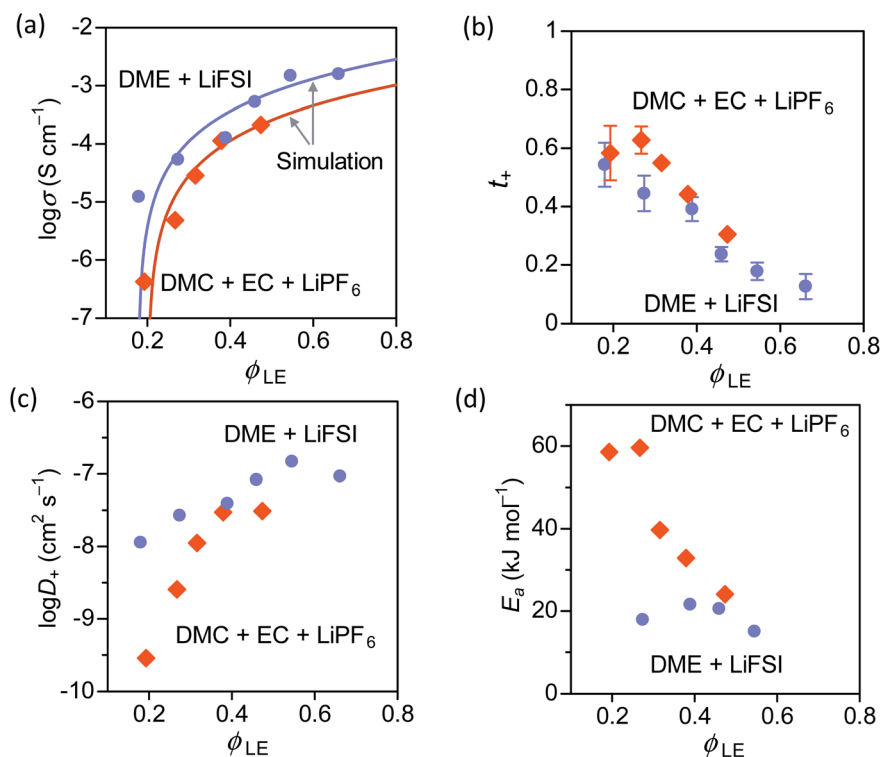 (a)
logσ (S cm⁻¹)
-2
-3
-4
-5
-6
-7
DME + LiFSI
Simulation
DMC + EC + LiPF₆
0.2 0.4 0.6 0.8
ϕLE
(b)
t₊
1
0.8
0.6
0.4
0.2
0
DMC + EC + LiPF₆
DME + LiFSI
0 0.2 0.4 0.6 0.8
ϕLE
(c)
logD₊ (cm² s⁻¹)
-6
-7
-8
-9
-10
DME + LiFSI
DMC + EC + LiPF₆
0.2 0.4 0.6 0.8
ϕLE
(d)
Eₐ (kJ mol⁻¹)
60
40
20
0
DMC + EC + LiPF₆
DME + LiFSI
0 0.2 0.4 0.6 0.8
ϕLE